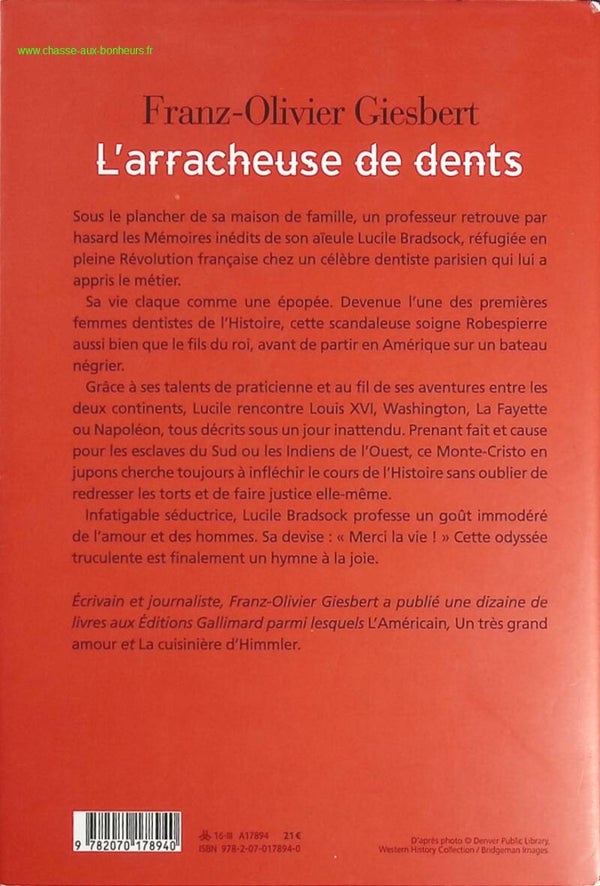 www.chasse-aux-bonheurs.fr
Franz-Olivier Giesbert
L'arracheuse de dents
Sous le plancher de sa maison de famille, un professeur retrouve par
hasard les Mémoires inédits de son aïeule Lucile Bradsock, réfugiée en
pleine Révolution française chez un célèbre dentiste parisien qui lui a
appris le métier.
Sa vie claque comme une épopée. Devenue l'une des premières
femmes dentistes de l'Histoire, cette scandaleuse soigne Robespierre
aussi bien que le fils du roi, avant de partir en Amérique sur un bateau
négrier.
Grâce à ses talents de praticienne et au fil de ses aventures entre les
deux continents, Lucile rencontre Louis XVI, Washington, La Fayette
ou Napoléon, tous décrits sous un jour inattendu. Prenant fait et cause
pour les esclaves du Sud ou les Indiens de l'Ouest, ce Monte-Cristo en
jupons cherche toujours à infléchir le cours de l'Histoire sans oublier de
redresser les torts et de faire justice elle-même.
Infatigable séductrice, Lucile Bradsock professe un goût immodéré
de l'amour et des hommes. Sa devise : « Merci la vie ! » Cette odyssée
truculente est finalement un hymne à la joie.
Écrivain et journaliste, Franz-Olivier Giesbert a publié une dizaine de
livres aux Éditions Gallimard parmi lesquels L'Américain, Un très grand
amour et La cuisinière d'Himmler.
16-III A17894 21 €
ISBN 978-2-07-017894-0
9 782070 178940
D'après photo © Denver Public Library,
Western History Collection / Bridgeman Images.